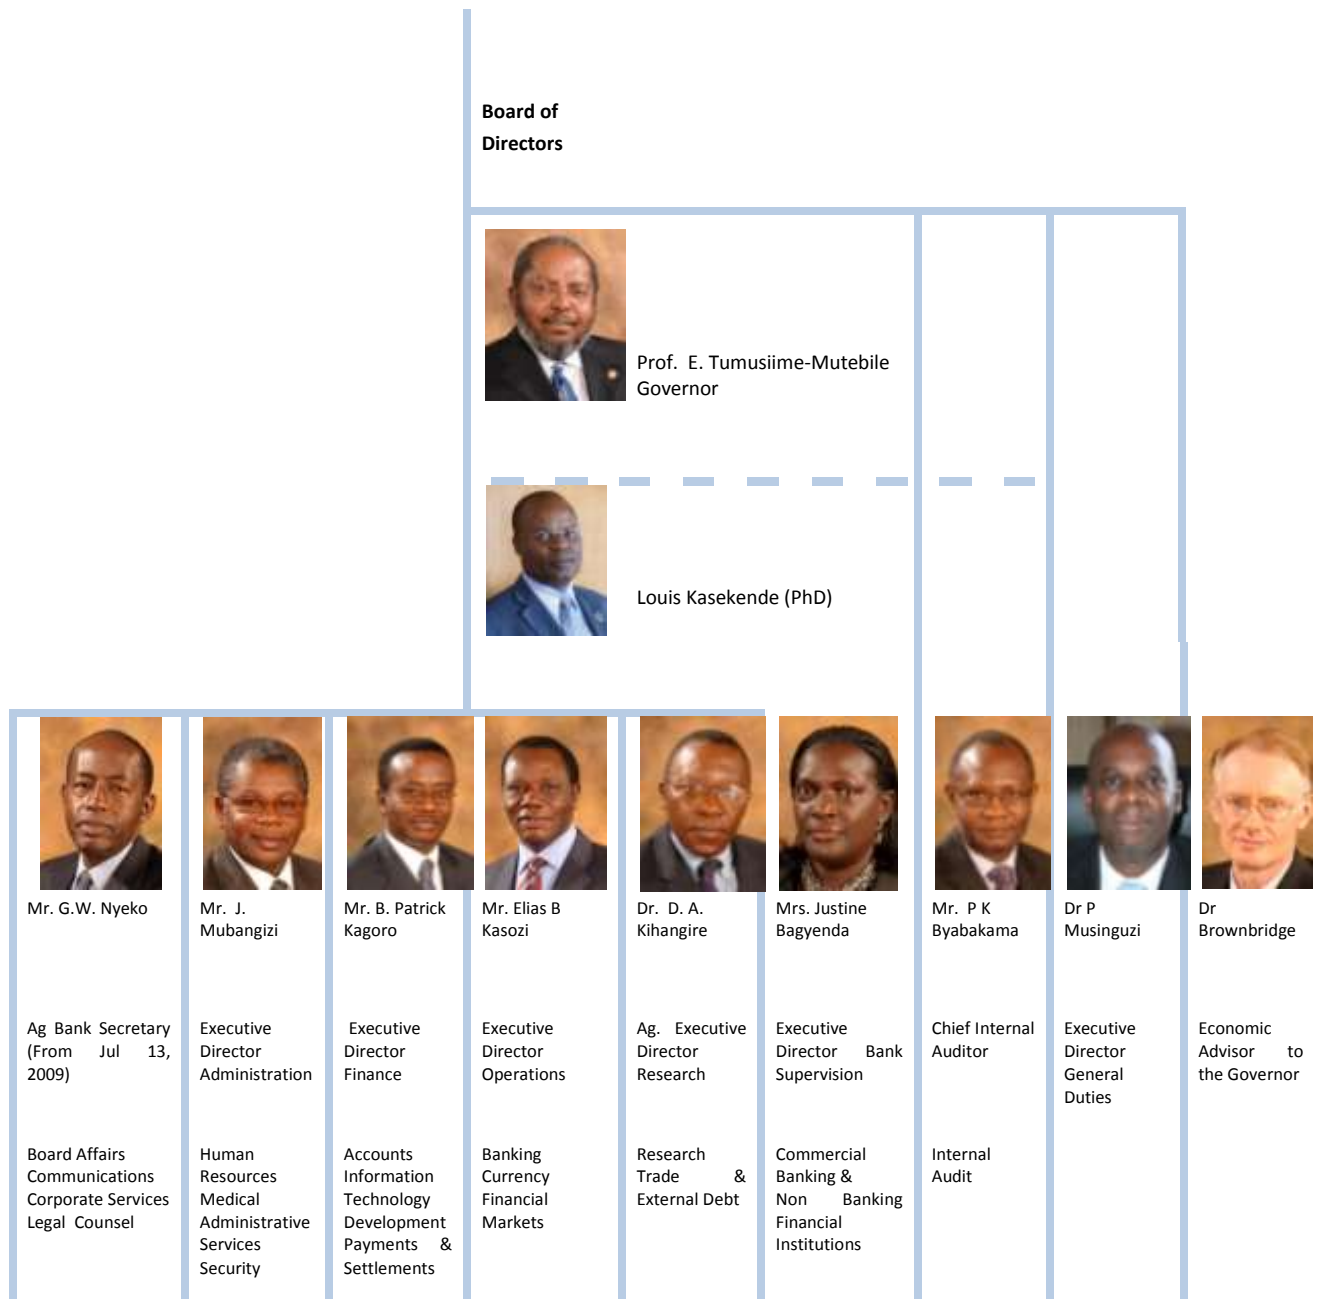 Board of
Directors
Prof. E. Tumusiime-Mutebile
Governor
Louis Kasekende (PhD)
Mr. G.W. Nyeko
Ag Bank Secretary
(From Jul 13,
2009)
Board Affairs
Communications
Corporate Services
Legal Counsel
Mr. J.
Mubangizi
Executive
Director
Administration
Human
Resources
Medical
Administrative
Services
Security
Mr. B. Patrick
Kagoro
Executive
Director
Finance
Accounts
Information
Technology
Development
Payments &
Settlements
Mr. Elias B
Kasozi
Executive
Director
Operations
Banking
Currency
Financial
Markets
Dr. D. A.
Kihangire
Ag. Executive
Director
Research
Research
Trade &
External Debt
Mrs. Justine
Bagyenda
Executive
Director Bank
Supervision
Commercial
Banking &
Non Banking
Financial
Institutions
Mr. P K
Byabakama
Chief Internal
Auditor
Internal
Audit
Dr P
Musinguzi
Executive
Director
General
Duties
Dr
Brownbridge
Economic
Advisor to
the Governor